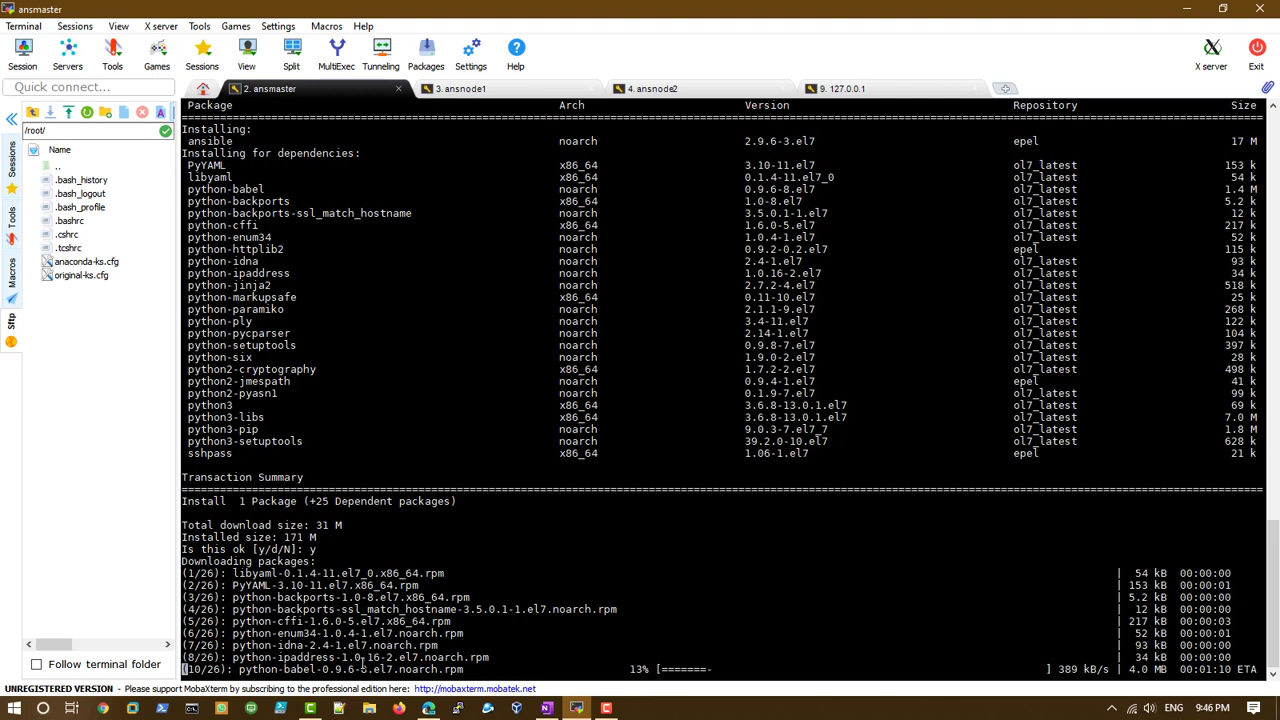 ansmaster
Terminal Sessions View X server Tools Games Settings Macros Help
Session Servers Tools Games Sessions View Split MultiExec Tunneling Packages Settings Help X server Exit
Quick connect...
2. ansmaster 3. ansnode1 4. ansnode2 9. 127.0.0.1
/root/
Name
..
.bash_history
.bash_logout
.bash_profile
.bashrc
.cshrc
.tcshrc
anaconda-ks.cfg
original-ks.cfg
Sessions
Tools
Macros
Sftp
Follow terminal folder
Package Arch Version Repository Size
Installing:
ansible noarch 2.9.6-3.el7 epel 17 M
Installing for dependencies:
PyYAML x86_64 3.10-11.el7 ol7_latest 153 k
libyaml x86_64 0.1.4-11.el7_0 ol7_latest 54 k
python-babel noarch 0.9.6-8.el7 ol7_latest 1.4 M
python-backports x86_64 1.0-8.el7 ol7_latest 5.2 k
python-backports-ssl_match_hostname noarch 3.5.0.1-1.el7 ol7_latest 12 k
python-cffi x86_64 1.6.0-5.el7 ol7_latest 217 k
python-enum34 noarch 1.0.4-1.el7 ol7_latest 52 k
python-httplib2 noarch 0.9.2-0.2.el7 epel 115 k
python-idna noarch 2.4-1.el7 ol7_latest 93 k
python-ipaddress noarch 1.0.16-2.el7 ol7_latest 34 k
python-jinja2 noarch 2.7.2-4.el7 ol7_latest 518 k
python-markupsafe x86_64 0.11-10.el7 ol7_latest 25 k
python-paramiko noarch 2.1.1-9.el7 ol7_latest 268 k
python-ply noarch 3.4-11.el7 ol7_latest 122 k
python-pycparser noarch 2.14-1.el7 ol7_latest 104 k
python-setuptools noarch 0.9.8-7.el7 ol7_latest 397 k
python-six noarch 1.9.0-2.el7 ol7_latest 28 k
python2-cryptography x86_64 1.7.2-2.el7 ol7_latest 498 k
python2-jmespath noarch 0.9.4-1.el7 epel 41 k
python2-pyasn1 noarch 0.1.9-7.el7 ol7_latest 99 k
python3 x86_64 3.6.8-13.0.1.el7 ol7_latest 69 k
python3-libs x86_64 3.6.8-13.0.1.el7 ol7_latest 7.0 M
python3-pip noarch 9.0.3-7.el7_7 ol7_latest 1.8 M
python3-setuptools noarch 39.2.0-10.el7 ol7_latest 628 k
sshpass x86_64 1.06-1.el7 epel 21 k
Transaction Summary
Install 1 Package (+25 Dependent packages)
Total download size: 31 M
Installed size: 171 M
Is this ok [y/d/N]: y
Downloading packages:
(1/26): libyaml-0.1.4-11.el7_0.x86_64.rpm | 54 kB 00:00:00
(2/26): PyYAML-3.10-11.el7.x86_64.rpm | 153 kB 00:00:01
(3/26): python-backports-1.0-8.el7.x86_64.rpm | 5.2 kB 00:00:00
(4/26): python-backports-ssl_match_hostname-3.5.0.1-1.el7.noarch.rpm | 12 kB 00:00:00
(5/26): python-cffi-1.6.0-5.el7.x86_64.rpm | 217 kB 00:00:03
(6/26): python-enum34-1.0.4-1.el7.noarch.rpm | 52 kB 00:00:01
(7/26): python-idna-2.4-1.el7.noarch.rpm | 93 kB 00:00:00
(8/26): python-ipaddress-1.0.16-2.el7.noarch.rpm | 34 kB 00:00:00
(10/26): python-babel-0.9.6-8.el7.noarch.rpm 13% [=======- ] 389 kB/s | 4.0 MB 00:01:10 ETA
UNREGISTERED VERSION - Please support MobaXterm by subscribing to the professional edition here: http://mobaxterm.mobatek.net
9:46 PM